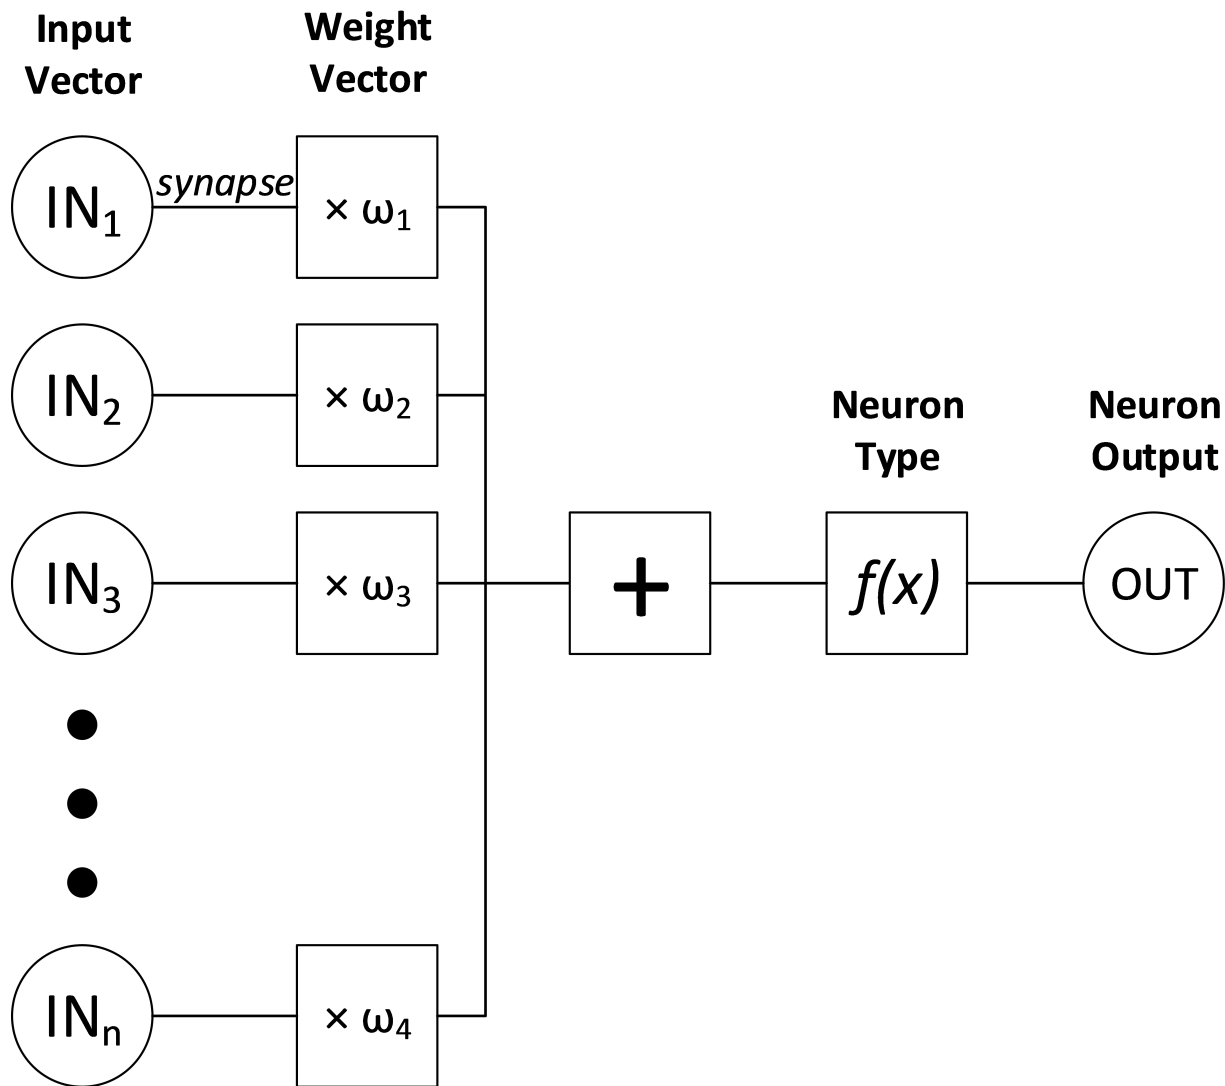 Input
Vector
Weight
Vector
IN₁
synapse
× ω₁
IN₂
× ω₂
Neuron
Type
Neuron
Output
IN₃
× ω₃
+
f(x)
OUT
INₙ
× ω₄